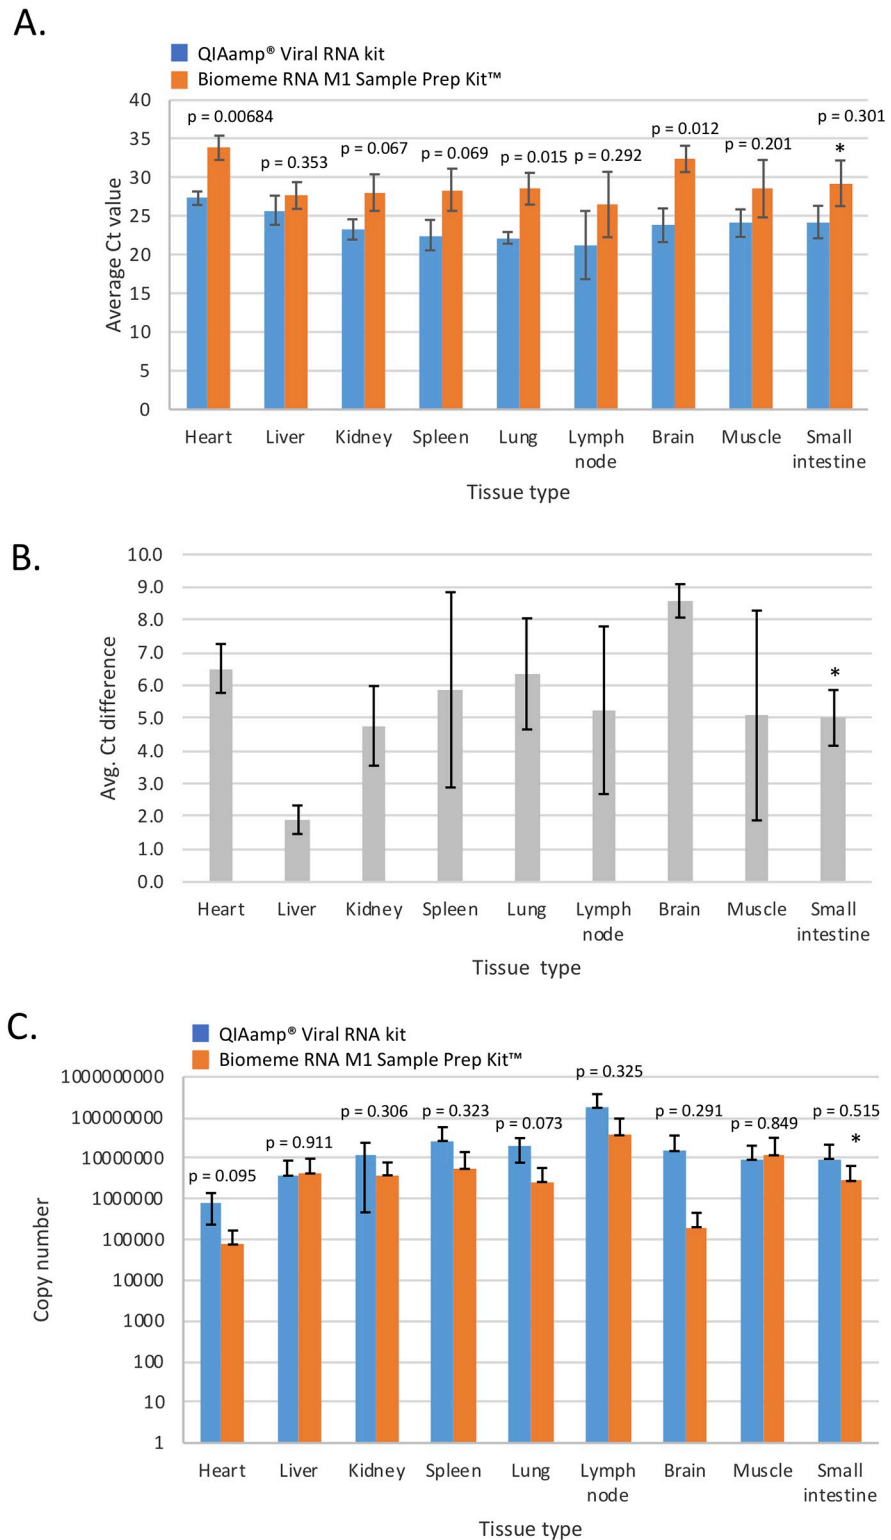 A.
QIAamp® Viral RNA kit
Biomeme RNA M1 Sample Prep Kit™
Average Ct value
40
35
30
25
20
15
10
5
0
p = 0.00684
p = 0.353
p = 0.067
p = 0.069
p = 0.015
p = 0.292
p = 0.012
p = 0.201
p = 0.301
*
Heart
Liver
Kidney
Spleen
Lung
Lymph
node
Brain
Muscle
Small
intestine
Tissue type
B.
Avg. Ct difference
10.0
9.0
8.0
7.0
6.0
5.0
4.0
3.0
2.0
1.0
0.0
*
Heart
Liver
Kidney
Spleen
Lung
Lymph
node
Brain
Muscle
Small
intestine
Tissue type
C.
QIAamp® Viral RNA kit
Biomeme RNA M1 Sample Prep Kit™
Copy number
1000000000
100000000
10000000
1000000
100000
10000
1000
100
10
1
p = 0.095
p = 0.911
p = 0.306
p = 0.323
p = 0.073
p = 0.325
p = 0.291
p = 0.849
p = 0.515
*
Heart
Liver
Kidney
Spleen
Lung
Lymph
node
Brain
Muscle
Small
intestine
Tissue type